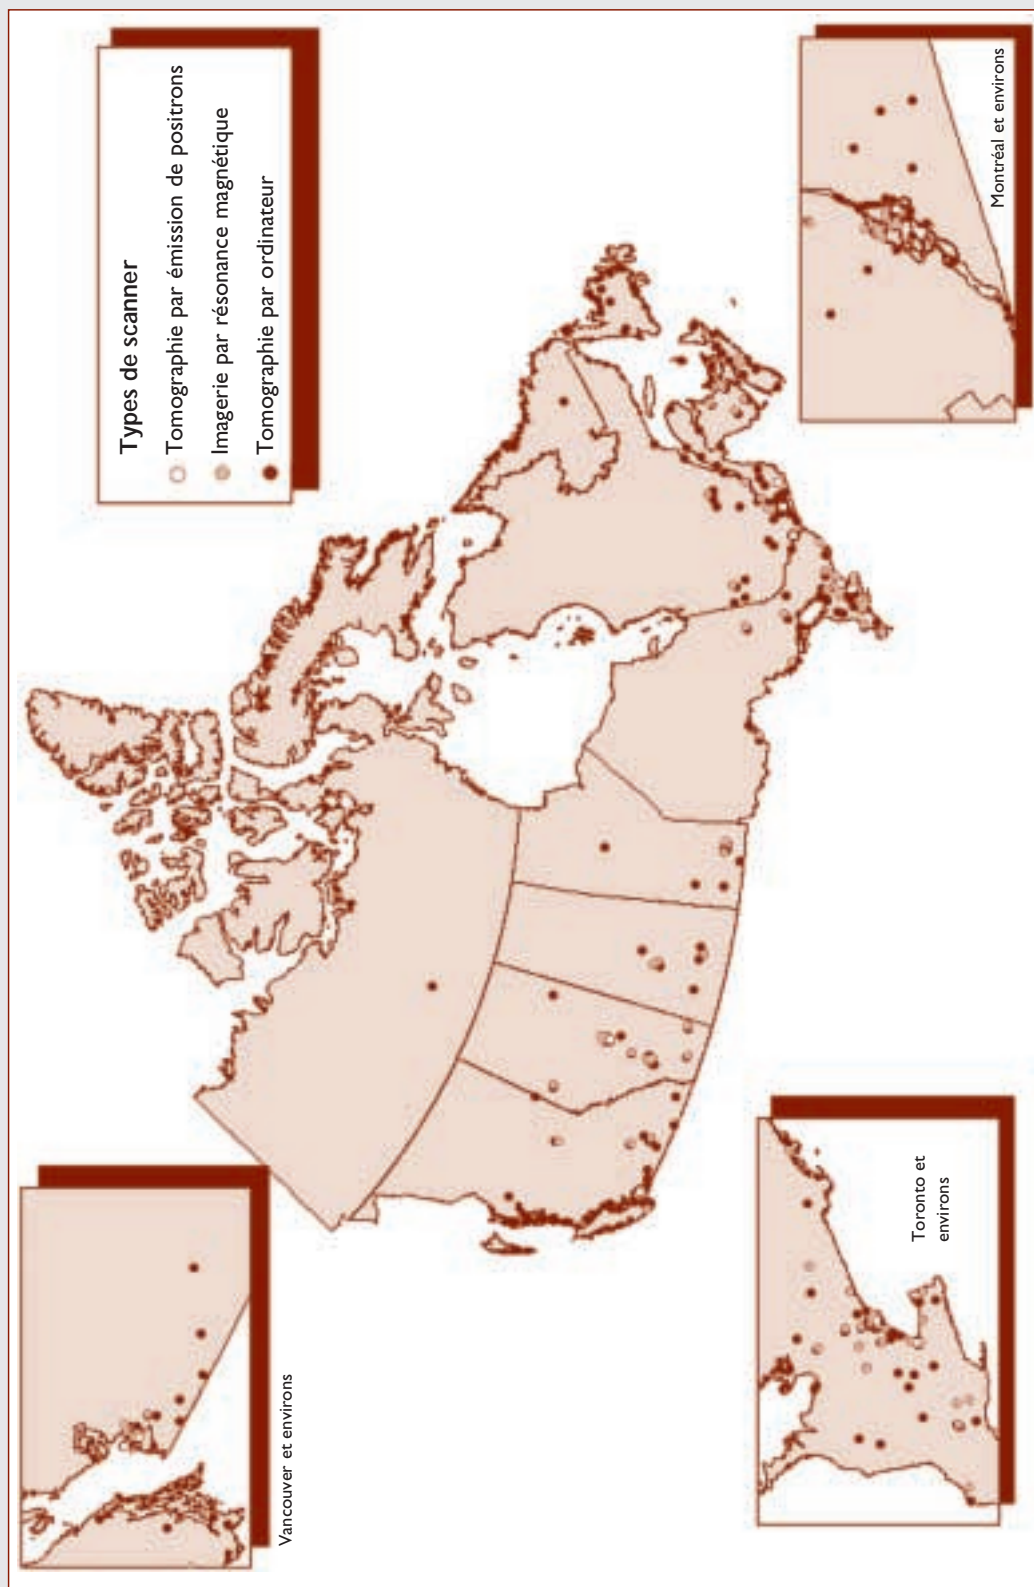 Types de scanner
Tomographie par émission de positrons
Imagerie par résonance magnétique
Tomographie par ordinateur
Montréal et environs
Vancouver et environs
Toronto et
environs